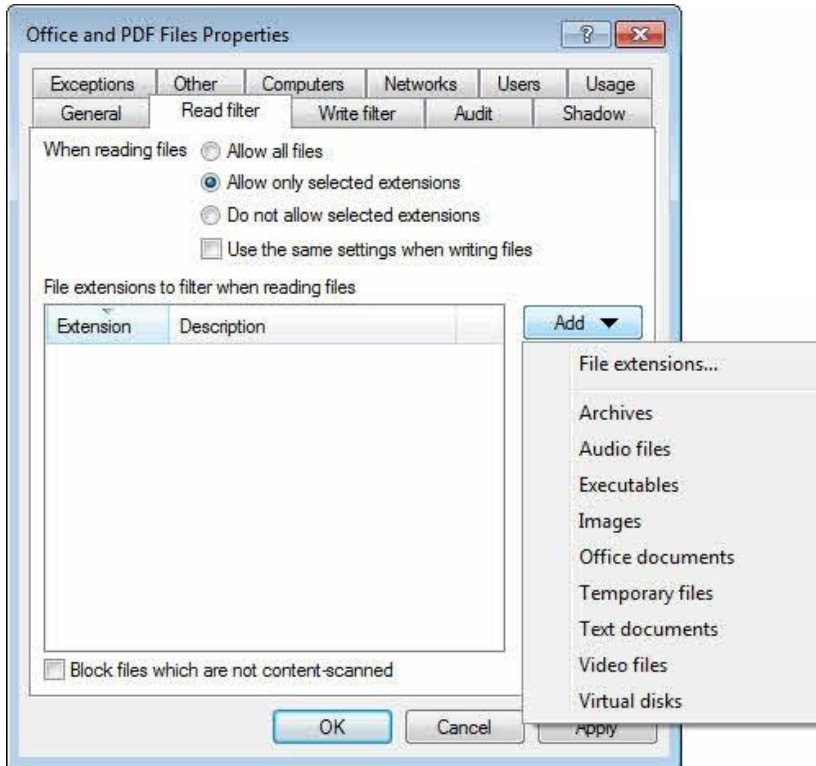 Office and PDF Files Properties
Exceptions Other Computers Networks Users Usage
General Read filter Write filter Audit Shadow
When reading files Allow all files
Allow only selected extensions
Do not allow selected extensions
Use the same settings when writing files
File extensions to filter when reading files
Extension Description
Add
File extensions...
Archives
Audio files
Executables
Images
Office documents
Temporary files
Text documents
Video files
Virtual disks
Block files which are not content-scanned
OK Cancel Apply